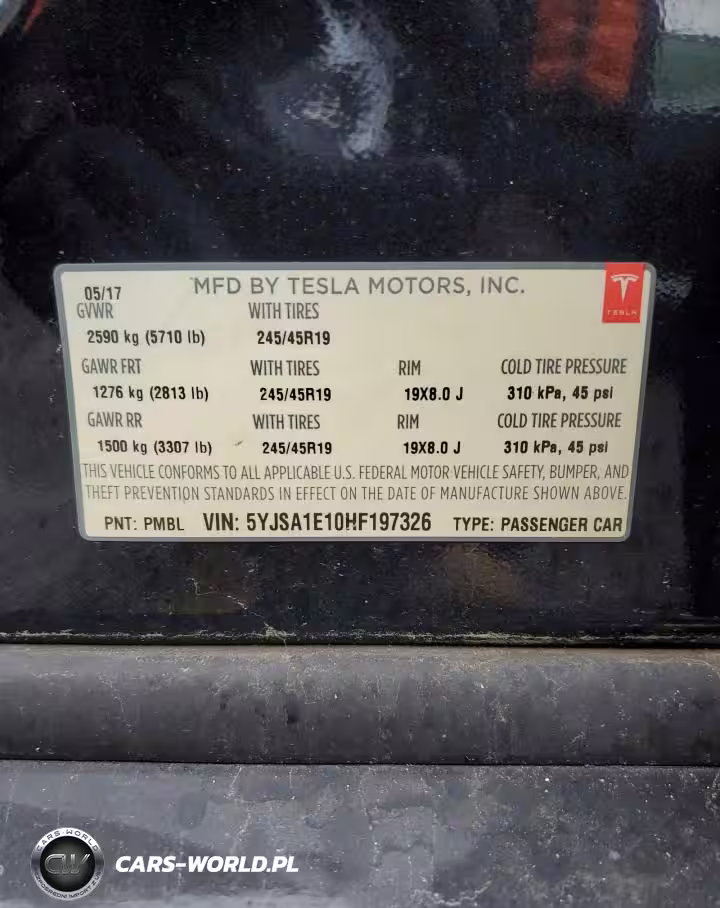 05/17 MFD BY TESLA MOTORS, INC.
TESLA
GVWR WITH TIRES
2590 kg (5710 lb) 245/45R19
GAWR FRT WITH TIRES RIM COLD TIRE PRESSURE
1276 kg (2813 lb) 245/45R19 19X8.0 J 310 kPa, 45 psi
GAWR RR WITH TIRES RIM COLD TIRE PRESSURE
1500 kg (3307 lb) 245/45R19 19X8.0 J 310 kPa, 45 psi
THIS VEHICLE CONFORMS TO ALL APPLICABLE U.S. FEDERAL MOTOR VEHICLE SAFETY, BUMPER, AND
THEFT PREVENTION STANDARDS IN EFFECT ON THE DATE OF MANUFACTURE SHOWN ABOVE.
PNT: PMBL VIN: 5YJSA1E10HF197326 TYPE: PASSENGER CAR
CARS-WORLD
CW
CARS-WORLD.PL